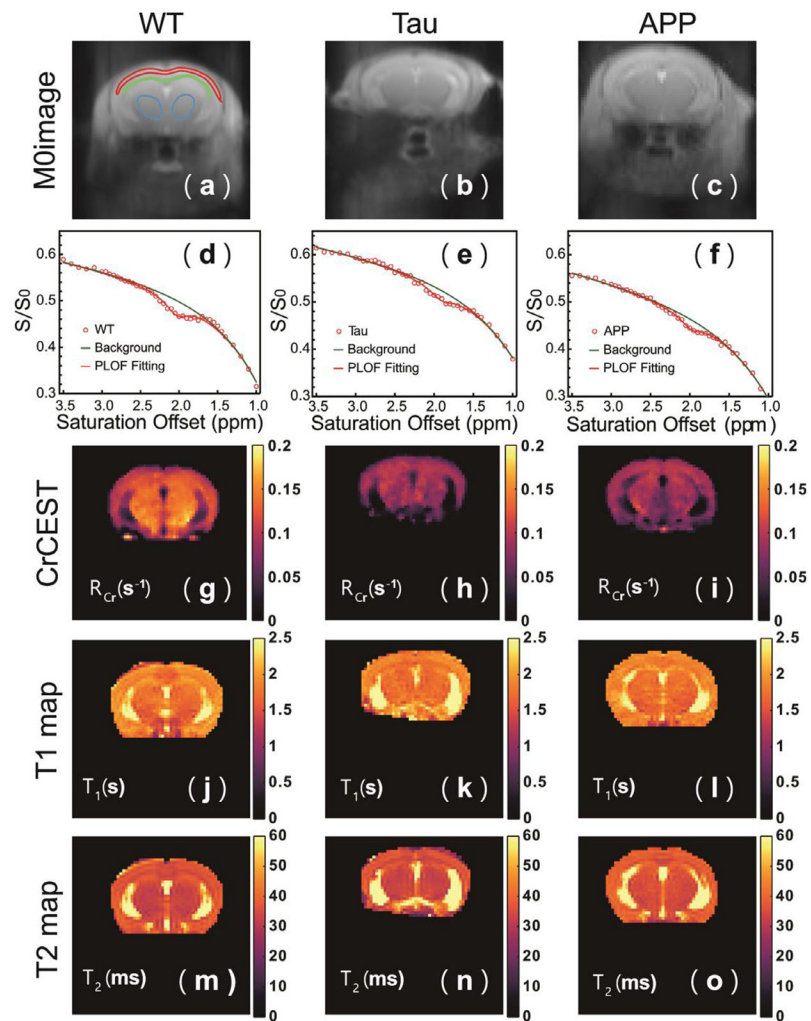 WT Tau APP
M0image
(a) (b) (c)
S/S0
0.6
0.5
0.4
0.3
(d)
WT
Background
PLOF Fitting
3.5 3.0 2.5 2.0 1.5 1.0
Saturation Offset (ppm)
S/S0
0.6
0.5
0.4
0.3
(e)
Tau
Background
PLOF Fitting
3.5 3.0 2.5 2.0 1.5 1.0
Saturation Offset (ppm)
S/S0
0.6
0.5
0.4
0.3
(f)
APP
Background
PLOF Fitting
3.5 3.0 2.5 2.0 1.5 1.0
Saturation Offset (ppm)
CrCEST
RCr(s-1) (g)
0.2
0.15
0.1
0.05
0
RCr(s-1) (h)
0.2
0.15
0.1
0.05
0
RCr(s-1) (i)
0.2
0.15
0.1
0.05
0
T1 map
T1(s) (j)
2.5
2
1.5
1
0.5
0
T1(s) (k)
2.5
2
1.5
1
0.5
0
T1(s) (l)
2.5
2
1.5
1
0.5
0
T2 map
T2(ms) (m)
60
50
40
30
20
10
0
T2(ms) (n)
60
50
40
30
20
10
0
T2(ms) (o)
60
50
40
30
20
10
0